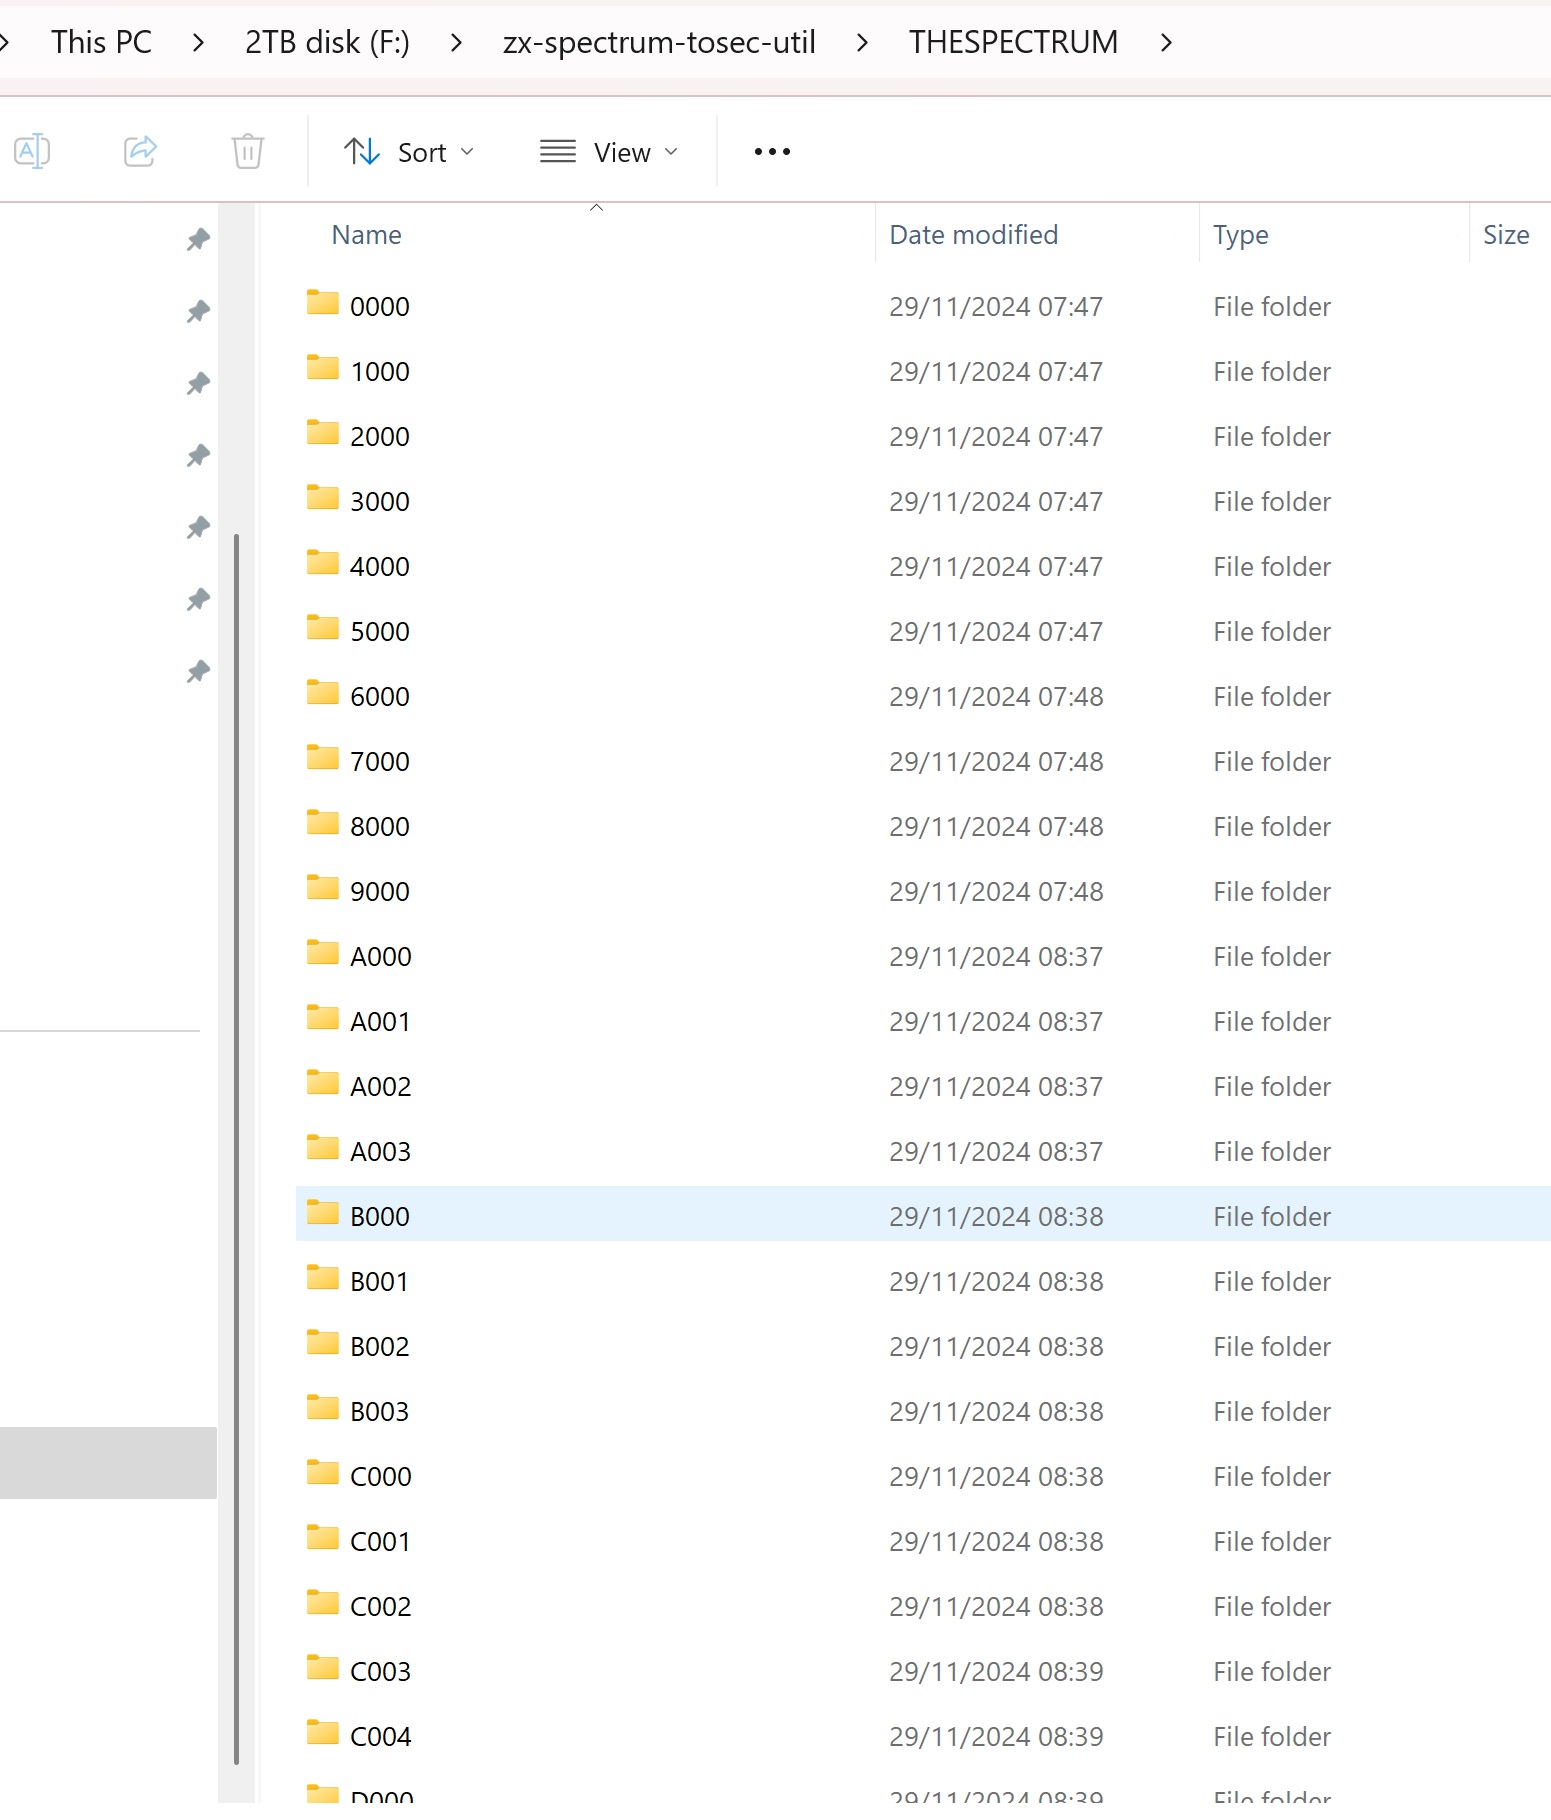 This PC > 2TB disk (F:) > zx-spectrum-tosec-util > THESPECTRUM >
Sort View •••
Name Date modified Type Size
0000 29/11/2024 07:47 File folder
1000 29/11/2024 07:47 File folder
2000 29/11/2024 07:47 File folder
3000 29/11/2024 07:47 File folder
4000 29/11/2024 07:47 File folder
5000 29/11/2024 07:47 File folder
6000 29/11/2024 07:48 File folder
7000 29/11/2024 07:48 File folder
8000 29/11/2024 07:48 File folder
9000 29/11/2024 07:48 File folder
A000 29/11/2024 08:37 File folder
A001 29/11/2024 08:37 File folder
A002 29/11/2024 08:37 File folder
A003 29/11/2024 08:37 File folder
B000 29/11/2024 08:38 File folder
B001 29/11/2024 08:38 File folder
B002 29/11/2024 08:38 File folder
B003 29/11/2024 08:38 File folder
C000 29/11/2024 08:38 File folder
C001 29/11/2024 08:38 File folder
C002 29/11/2024 08:38 File folder
C003 29/11/2024 08:39 File folder
C004 29/11/2024 08:39 File folder
D000 29/11/2024 08:39 File folder